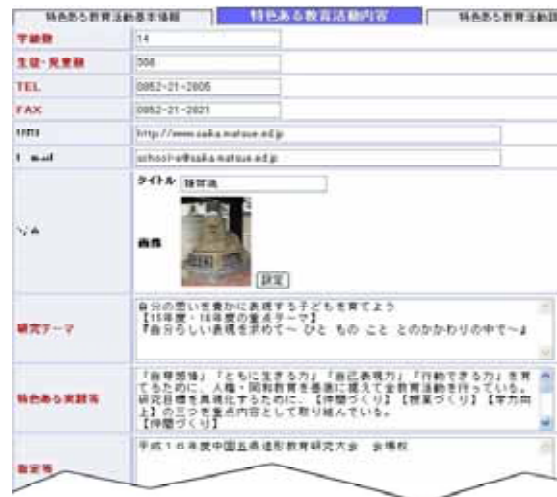 特色ある教育活動基本情報 特色ある教育活動内容 特色ある教育活動
学級数 14
生徒・児童数
TEL 0852-21-2805
FAX 0852-21-2821
http://www.saika.matsue.ed.jp
タイトル
画像
設定
研究テーマ
自分の思いを豊かに表現する子どもを育てよう
【15年度・16年度の重点テーマ】
『自分らしい表現を求めて～ ひと もの こと とのかかわりの中で～』
特色ある実践等
「自尊感情」「ともに生きる力」「自己表現力」「行動できる力」を育
てるために、人権・同和教育を基底に据えて全教育活動を行っている。
研究目標を具現化するために、【仲間づくり】【授業づくり】【学力向
上】の三つを重点内容として取り組んでいる。
【仲間づくり】
指定等
平成16年度中国五県造形教育研究大会 会場校